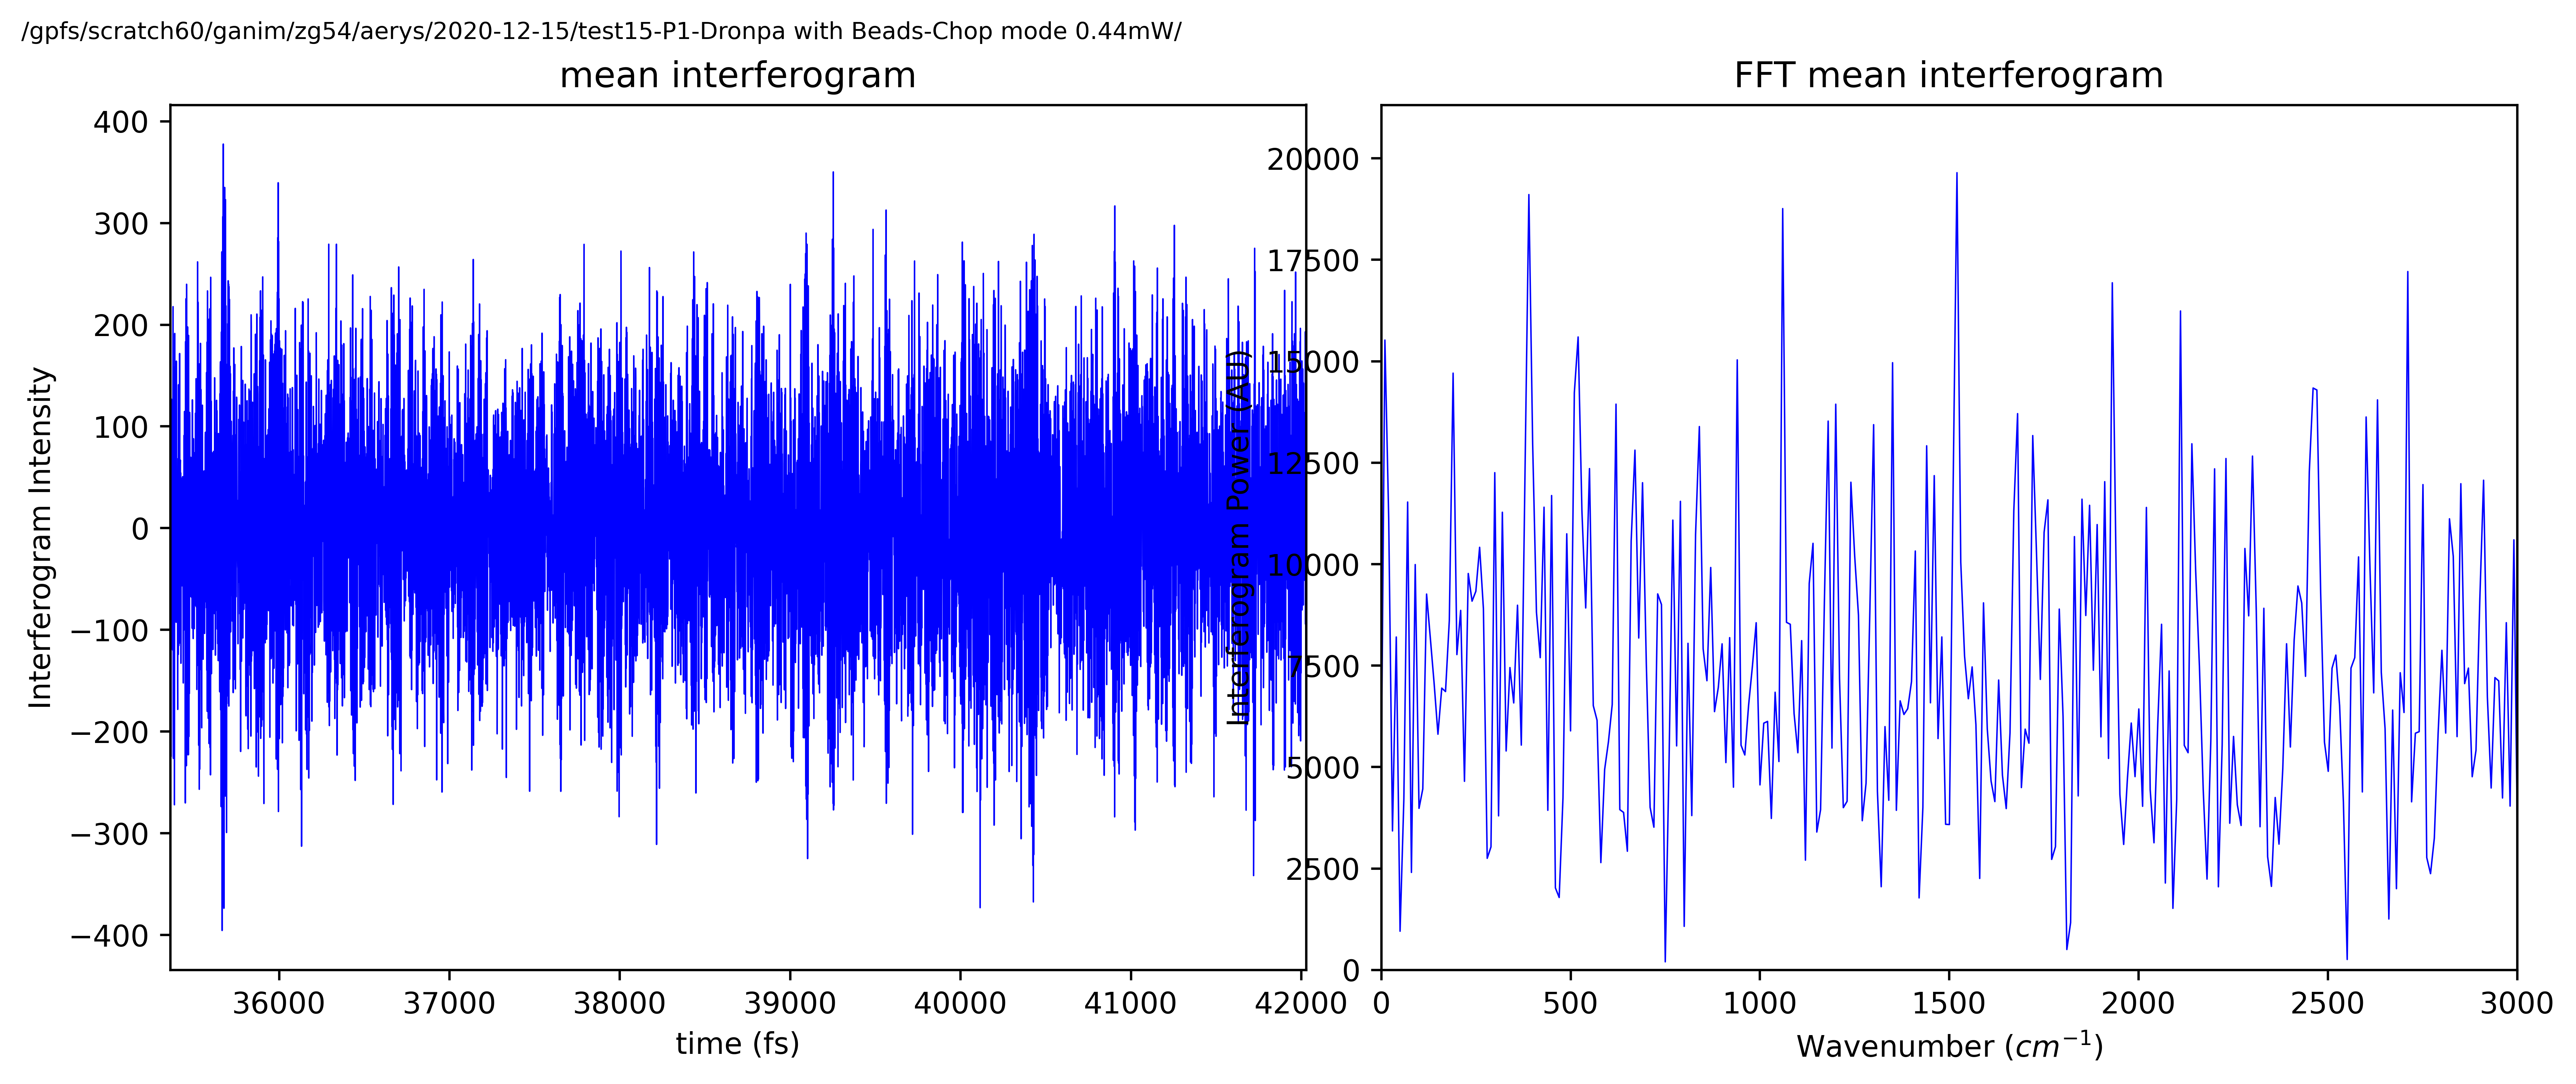 /gpfs/scratch60/ganim/zg54/aerys/2020-12-15/test15-P1-Dronpa with Beads-Chop mode 0.44mW/
mean interferogram
400
300
200
100
0
−100
−200
−300
−400
Interferogram Intensity
36000 37000 38000 39000 40000 41000 42000
time (fs)
FFT mean interferogram
20000
17500
15000
12500
10000
7500
5000
2500
0
Interferogram Power (AU)
0 500 1000 1500 2000 2500 3000
Wavenumber (cm⁻¹)